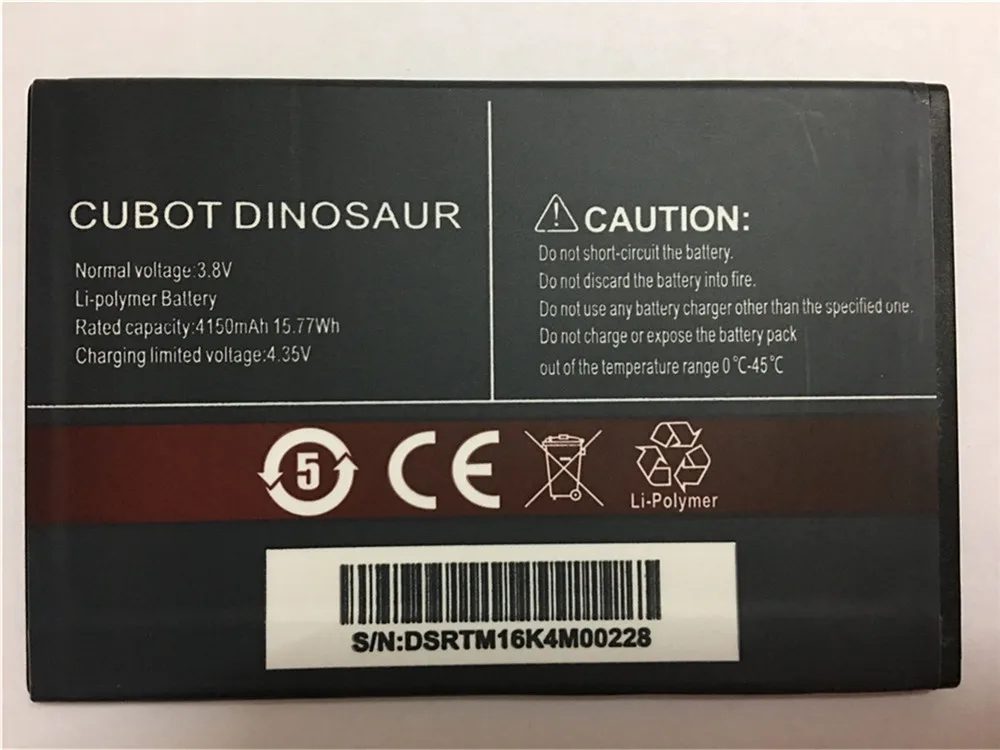 CUBOT DINOSAUR
Normal voltage:3.8V
Li-polymer Battery
Rated capacity:4150mAh 15.77Wh
Charging limited voltage:4.35V
CAUTION:
Do not short-circuit the battery.
Do not discard the battery into fire.
Do not use any battery charger other than the specified one.
Do not charge or expose the battery pack
out of the temperature range 0℃-45℃
5
CE
Li-Polymer
S/N:DSRTM16K4M00228